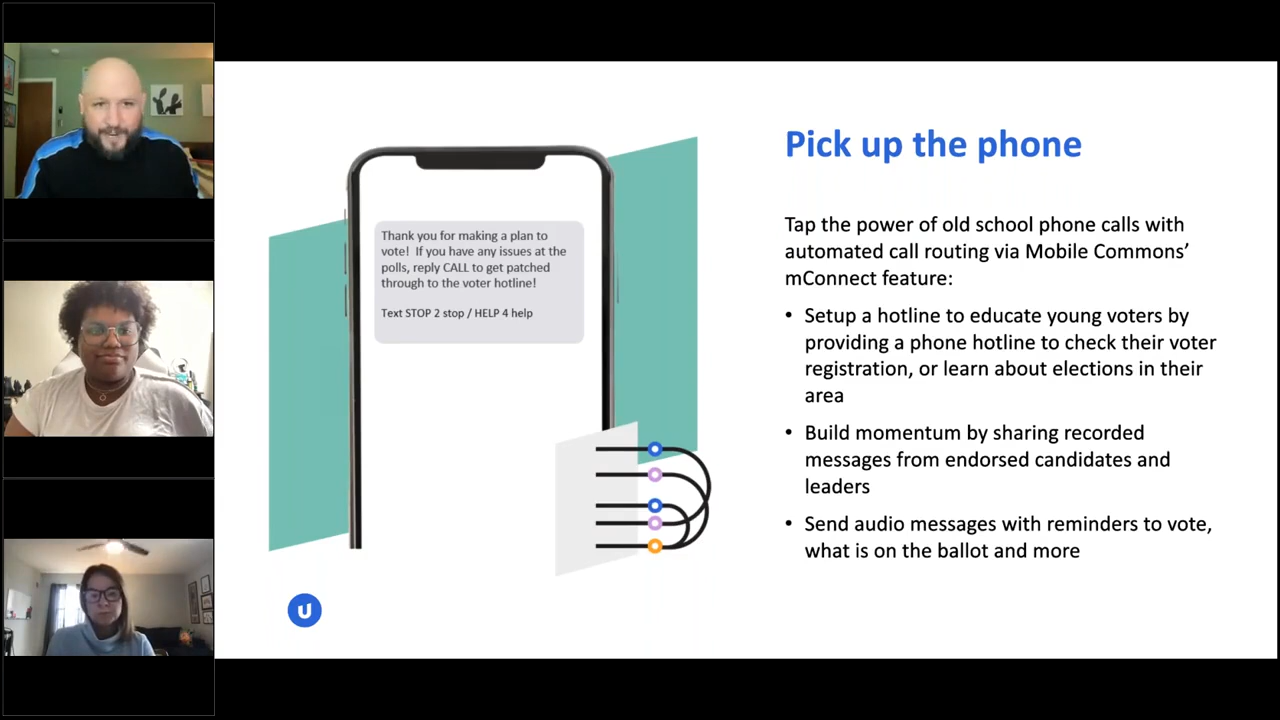 Pick up the phone
Thank you for making a plan to
vote! If you have any issues at the
polls, reply CALL to get patched
through to the voter hotline!
Text STOP 2 stop / HELP 4 help
Tap the power of old school phone calls with
automated call routing via Mobile Commons’
mConnect feature:
• Setup a hotline to educate young voters by
providing a phone hotline to check their voter
registration, or learn about elections in their
area
• Build momentum by sharing recorded
messages from endorsed candidates and
leaders
• Send audio messages with reminders to vote,
what is on the ballot and more
U